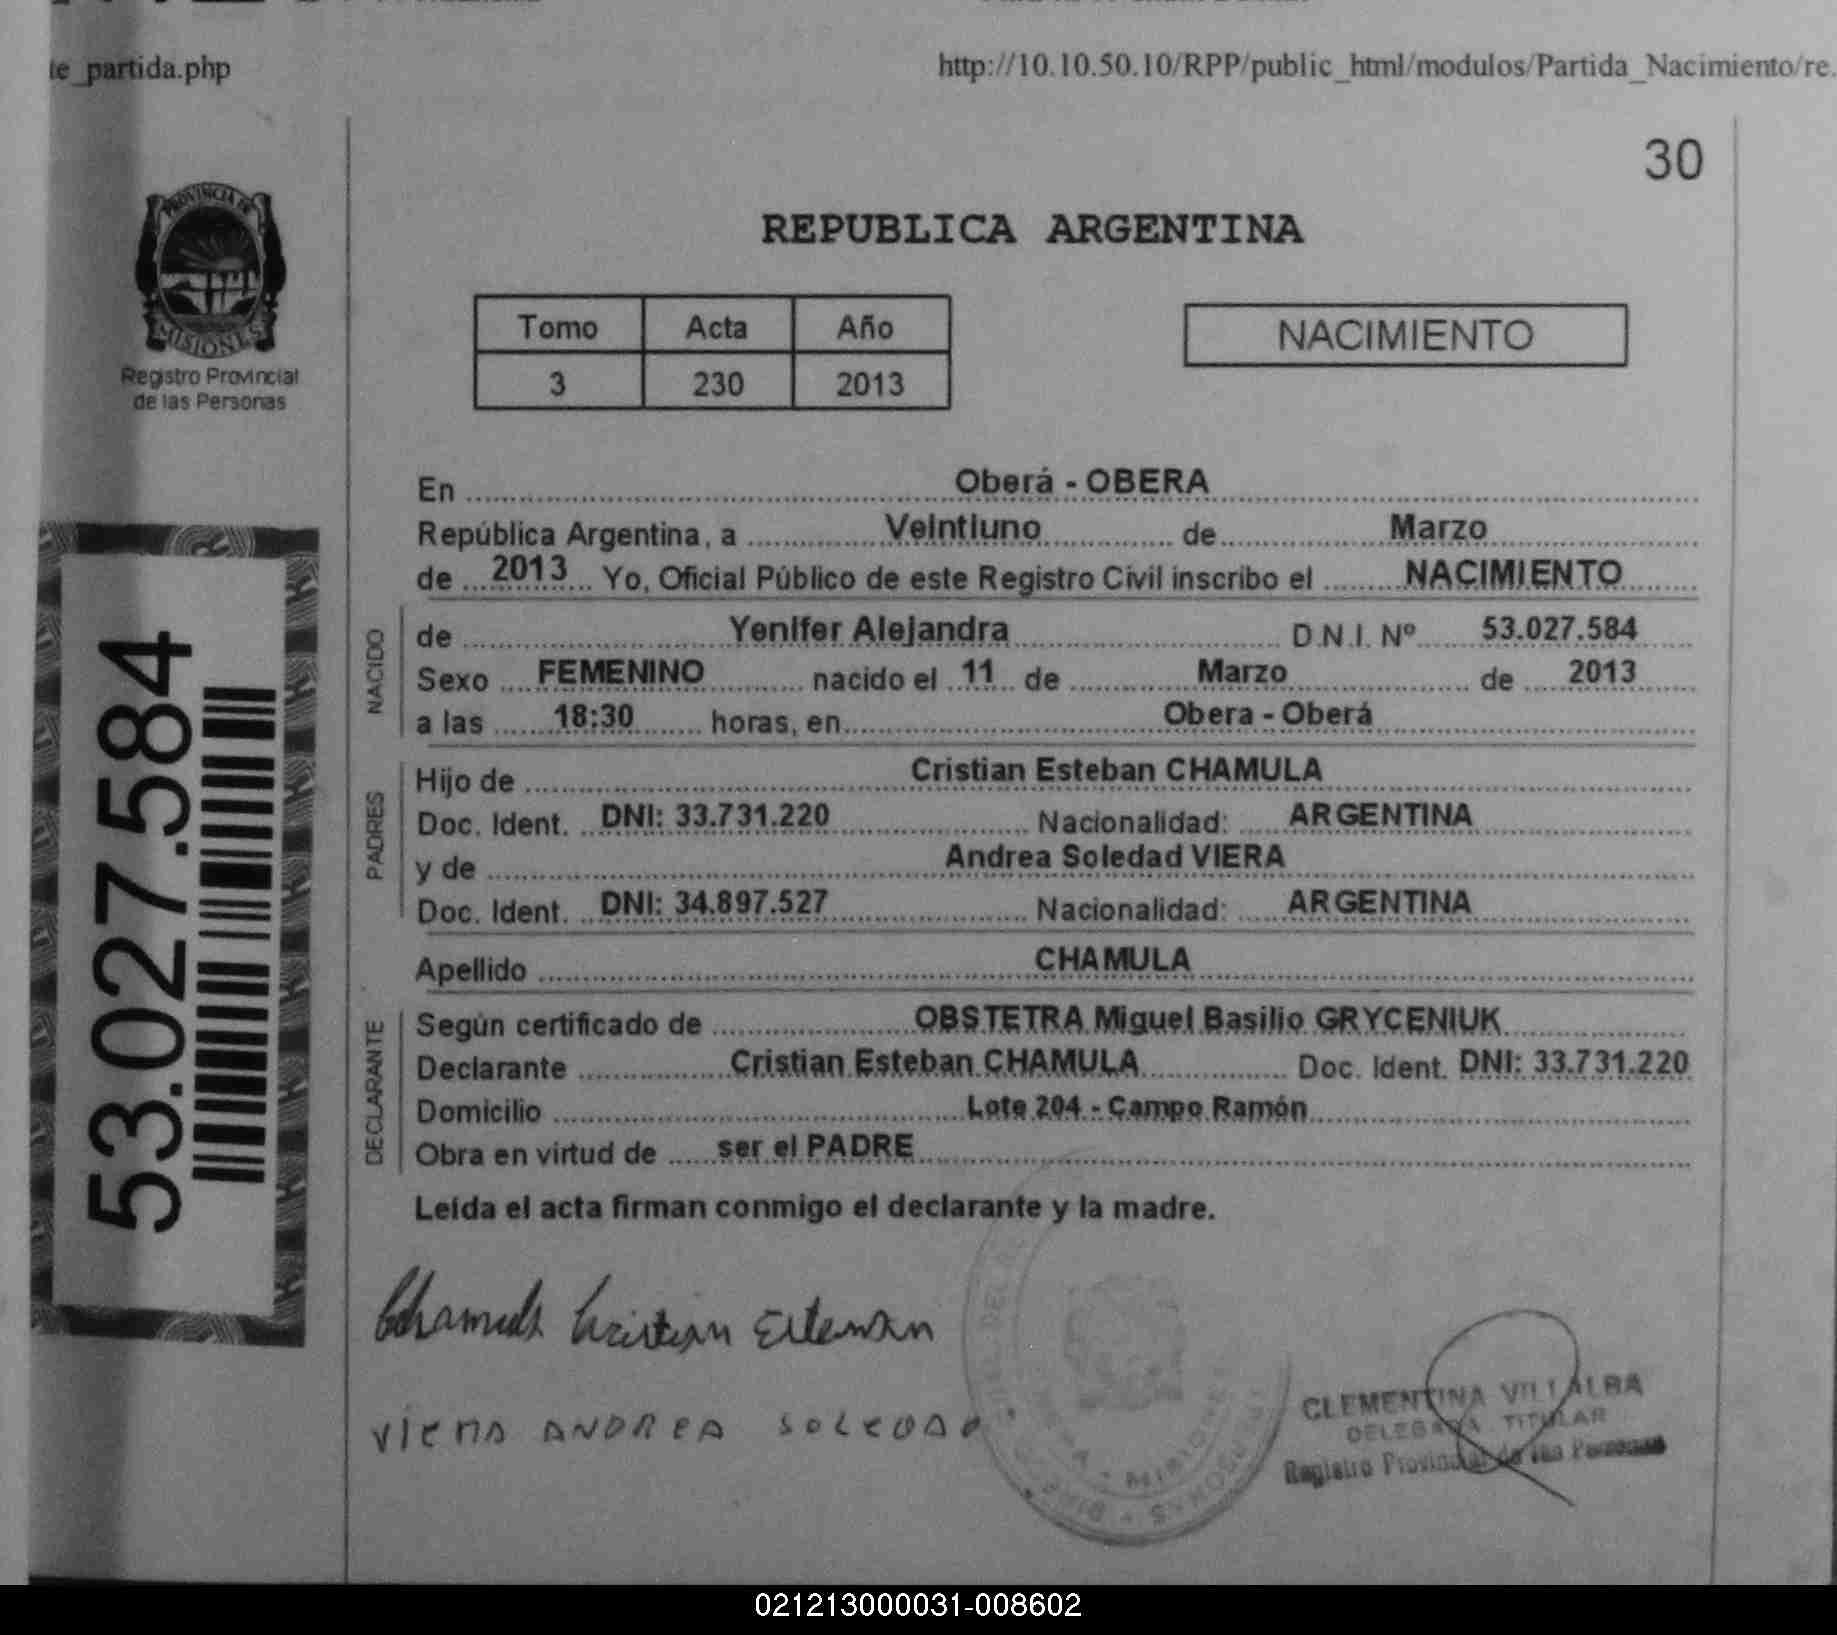 te_partida.php
http://10.10.50.10/RPP/public_html/modulos/Partida_Nacimiento/re.
30
PROVINCIA DE
MISIONES
Registro Provincial
de las Personas
REPUBLICA ARGENTINA
Tomo Acta Año
3 230 2013
NACIMIENTO
En Oberá - OBERA
República Argentina, a Veintiuno de Marzo
de 2013 Yo, Oficial Público de este Registro Civil inscribo el NACIMIENTO
NACIDO
de Yenifer Alejandra D.N.I. Nº 53.027.584
Sexo FEMENINO nacido el 11 de Marzo de 2013
a las 18:30 horas, en Obera - Oberá
PADRES
Hijo de Cristian Esteban CHAMULA
Doc. Ident. DNI: 33.731.220 Nacionalidad: ARGENTINA
y de Andrea Soledad VIERA
Doc. Ident. DNI: 34.897.527 Nacionalidad: ARGENTINA
Apellido CHAMULA
DECLARANTE
Según certificado de OBSTETRA Miguel Basilio GRYCENIUK
Declarante Cristian Esteban CHAMULA Doc. Ident. DNI: 33.731.220
Domicilio Lote 204 - Campo Ramón
Obra en virtud de ser el PADRE
Leída el acta firman conmigo el declarante y la madre.
53.027.584
Chamula Cristian Esteban
VIERA ANDREA SOLEDAD
CLEMENTINA VILLALBA
DELEGADA TITULAR
Registro Provincial de las Personas
021213000031-008602